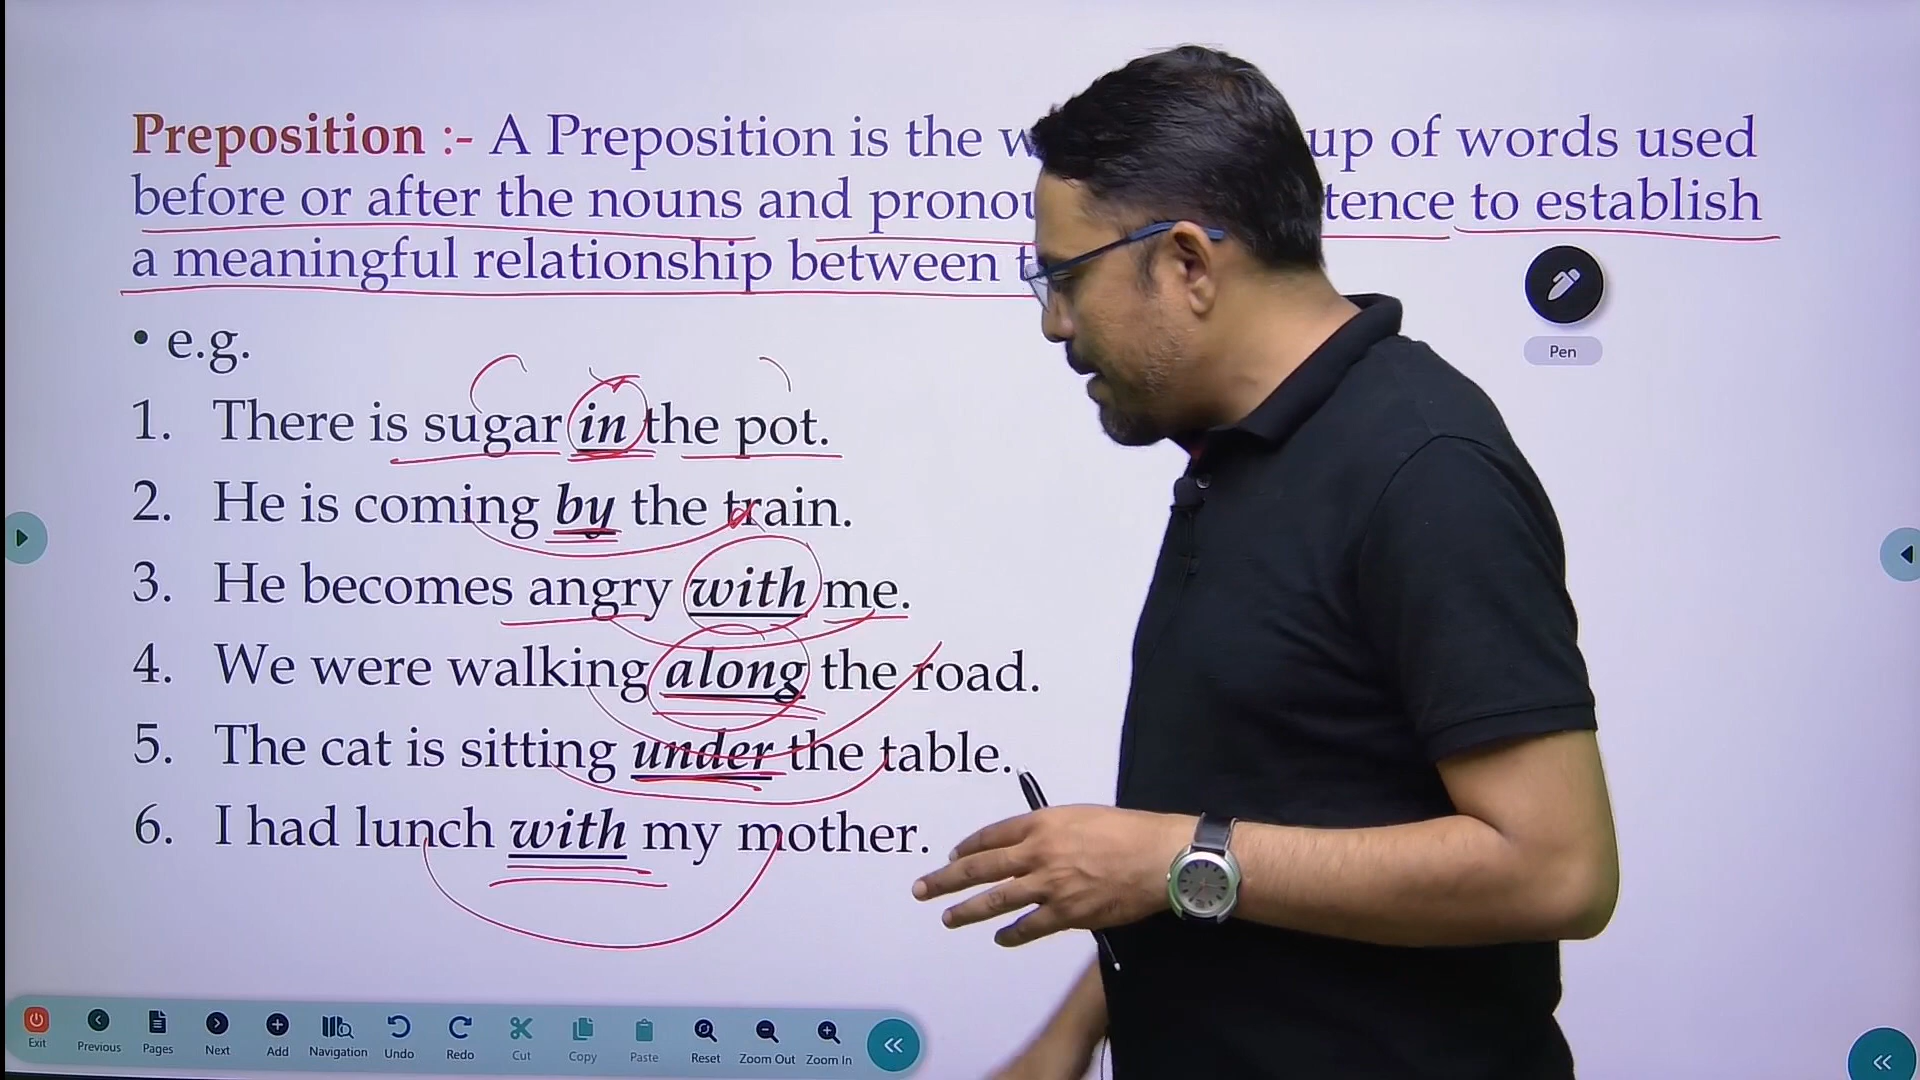 Preposition :- A Preposition is the up of words used
before or after the nouns and tence to establish
a meaningful relationship between
• e.g.
1. There is sugar in the pot.
2. He is coming by the train.
3. He becomes angry with me.
4. We were walking along the road.
5. The cat is sitting under the table.
6. I had lunch with my mother.
Pen
Exit Previous Pages Next Add Navigation Undo Redo Cut Copy Paste Reset Zoom Out Zoom In